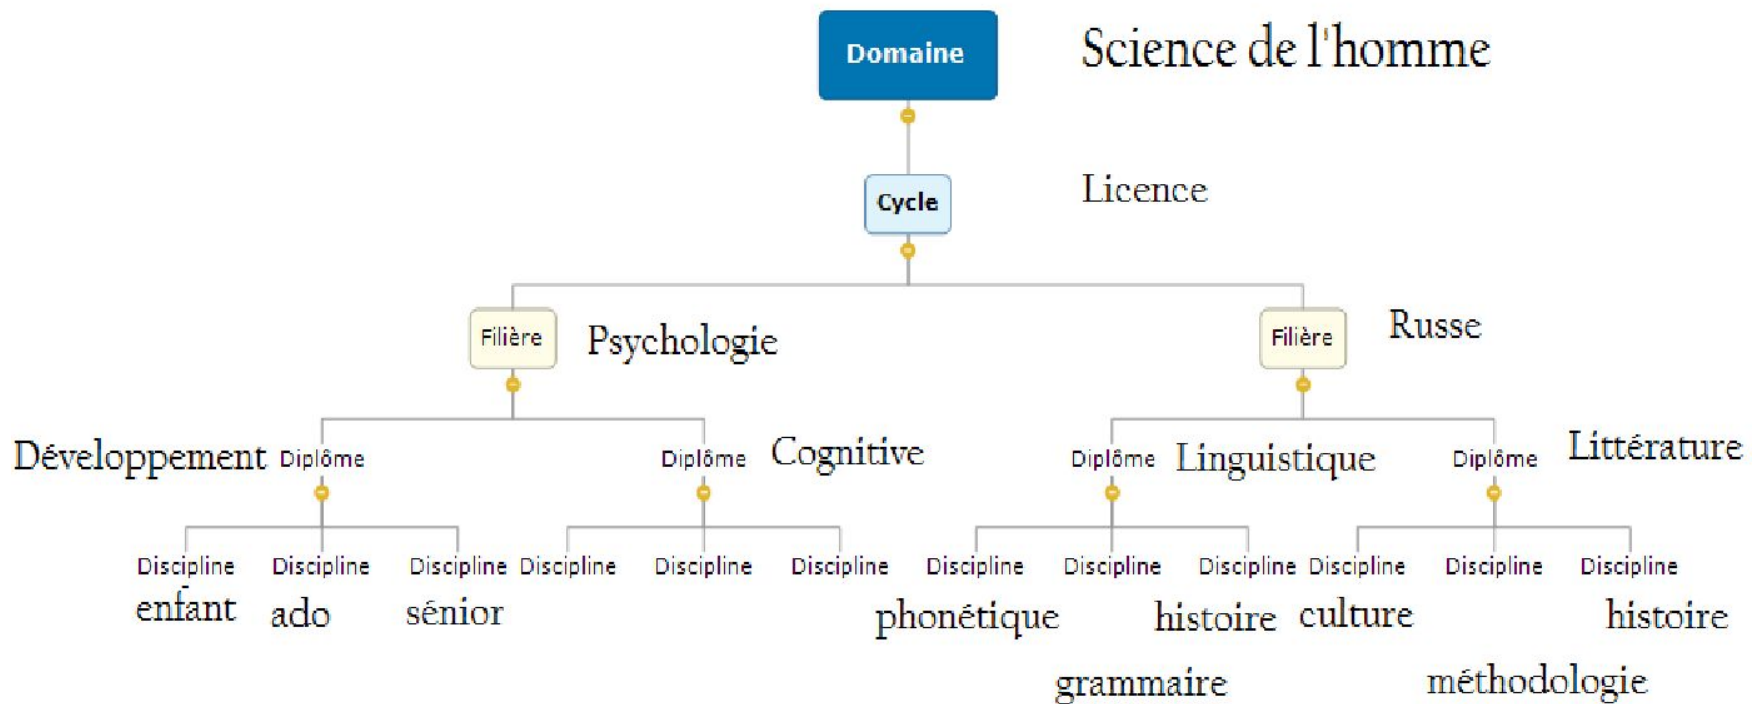 Domaine Science de l'homme
Cycle Licence
Filière Psychologie Filière Russe
Développement Diplôme Diplôme Cognitive Diplôme Linguistique Diplôme Littérature
Discipline Discipline Discipline Discipline Discipline Discipline Discipline Discipline Discipline Discipline Discipline Discipline
enfant ado sénior phonétique histoire culture histoire
grammaire méthodologie